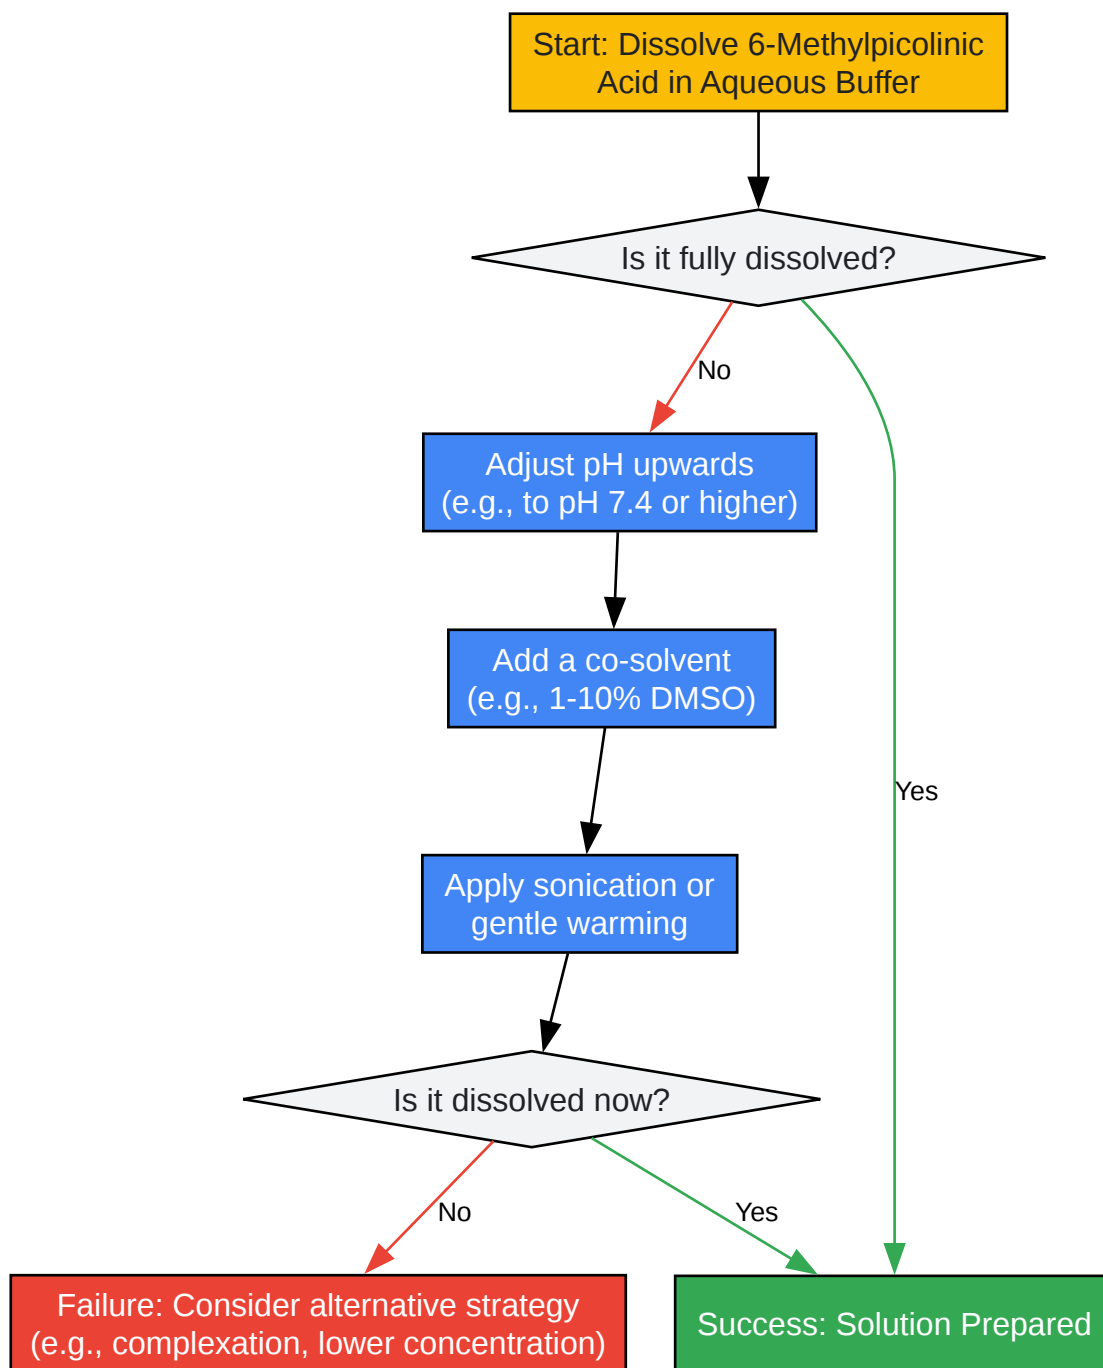 Start: Dissolve 6-Methylpicolinic
Acid in Aqueous Buffer
Is it fully dissolved?
No
Adjust pH upwards
(e.g., to pH 7.4 or higher)
Add a co-solvent
(e.g., 1-10% DMSO)
Yes
Apply sonication or
gentle warming
Is it dissolved now?
No
Yes
Failure: Consider alternative strategy
(e.g., complexation, lower concentration)
Success: Solution Prepared